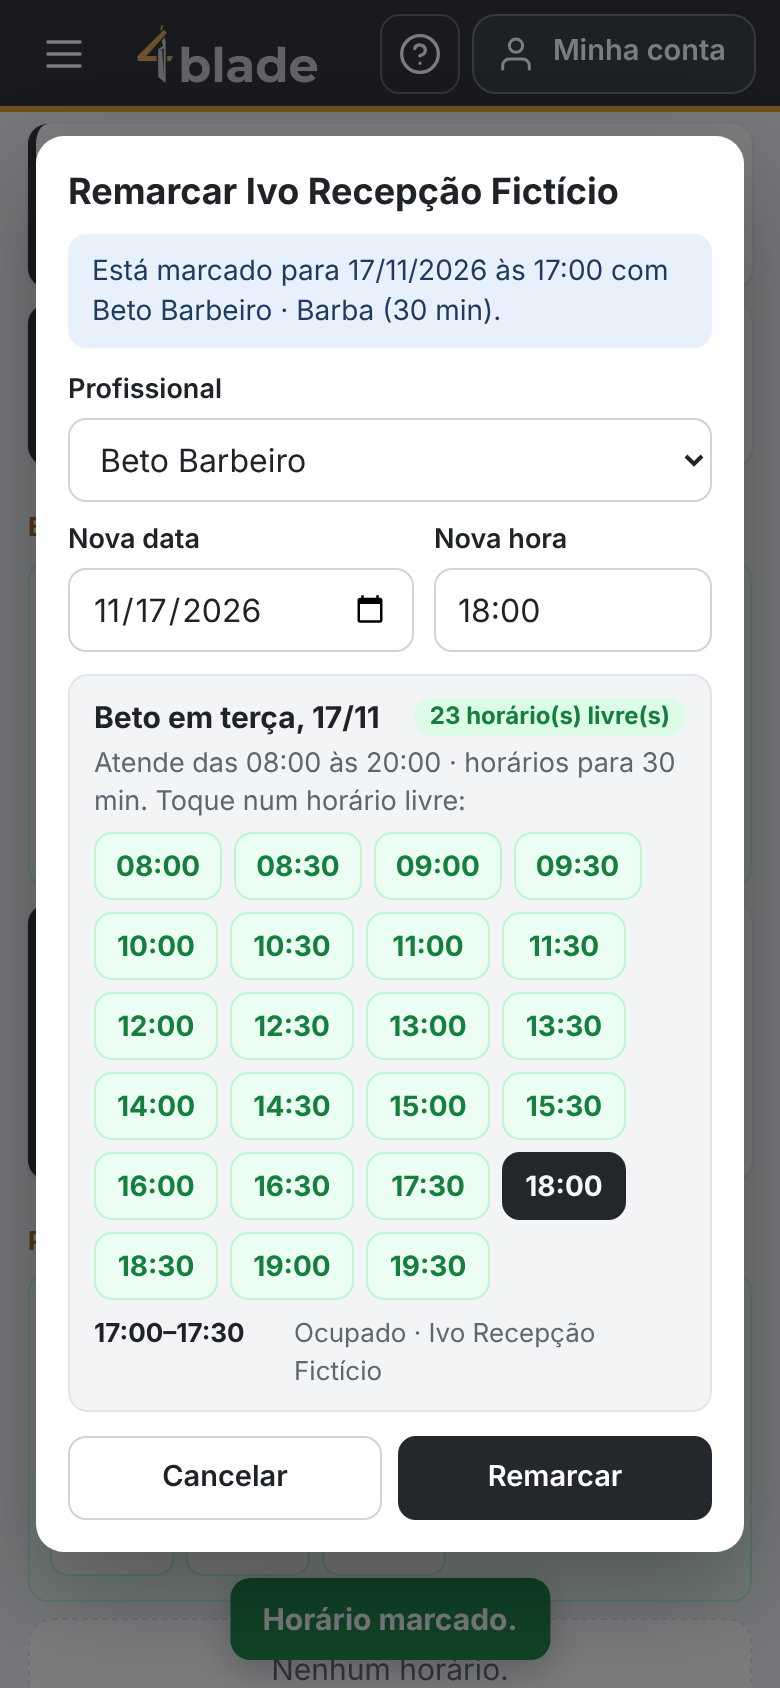 4blade
Minha conta
Remarcar Ivo Recepção Fictício
Está marcado para 17/11/2026 às 17:00 com
Beto Barbeiro · Barba (30 min).
Profissional
Beto Barbeiro
Nova data
Nova hora
11/17/2026
18:00
Beto em terça, 17/11
23 horário(s) livre(s)
Atende das 08:00 às 20:00 · horários para 30
min. Toque num horário livre:
08:00 08:30 09:00 09:30
10:00 10:30 11:00 11:30
12:00 12:30 13:00 13:30
14:00 14:30 15:00 15:30
16:00 16:30 17:30 18:00
18:30 19:00 19:30
17:00–17:30
Ocupado · Ivo Recepção
Fictício
Cancelar
Remarcar
Horário marcado.
Nenhum horário.